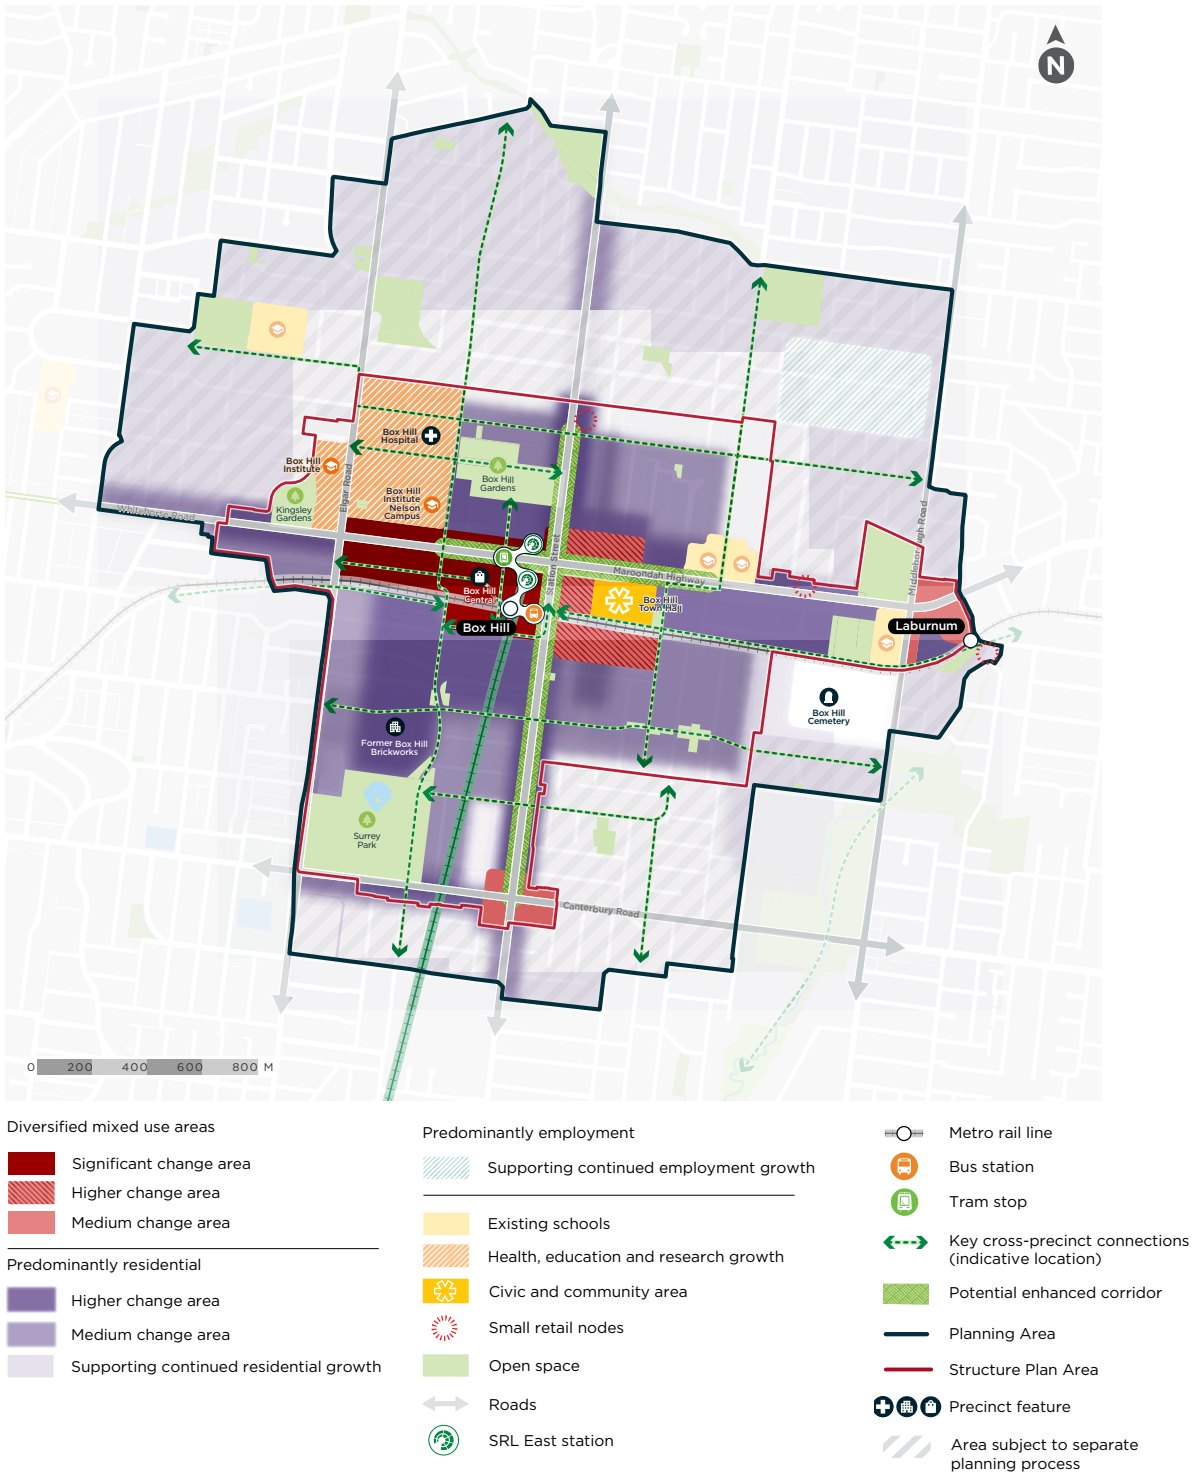 N
Box Hill
Hospital
Box Hill
Institute
Elgar Road
Box Hill
Gardens
Kingsley
Gardens
Box Hill
Institute
Nelson
Campus
Whitehorse Road
Station Street
Middleborough Road
Maroondah Highway
Box Hill
Central
Box Hill
Town Hall
Box Hill
Laburnum
Box Hill
Cemetery
Former Box Hill
Brickworks
Surrey
Park
Canterbury Road
0 200 400 600 800 M
Diversified mixed use areas
Significant change area
Higher change area
Medium change area
Predominantly residential
Higher change area
Medium change area
Supporting continued residential growth
Predominantly employment
Supporting continued employment growth
Existing schools
Health, education and research growth
Civic and community area
Small retail nodes
Open space
Roads
SRL East station
Metro rail line
Bus station
Tram stop
Key cross-precinct connections
(indicative location)
Potential enhanced corridor
Planning Area
Structure Plan Area
Precinct feature
Area subject to separate
planning process